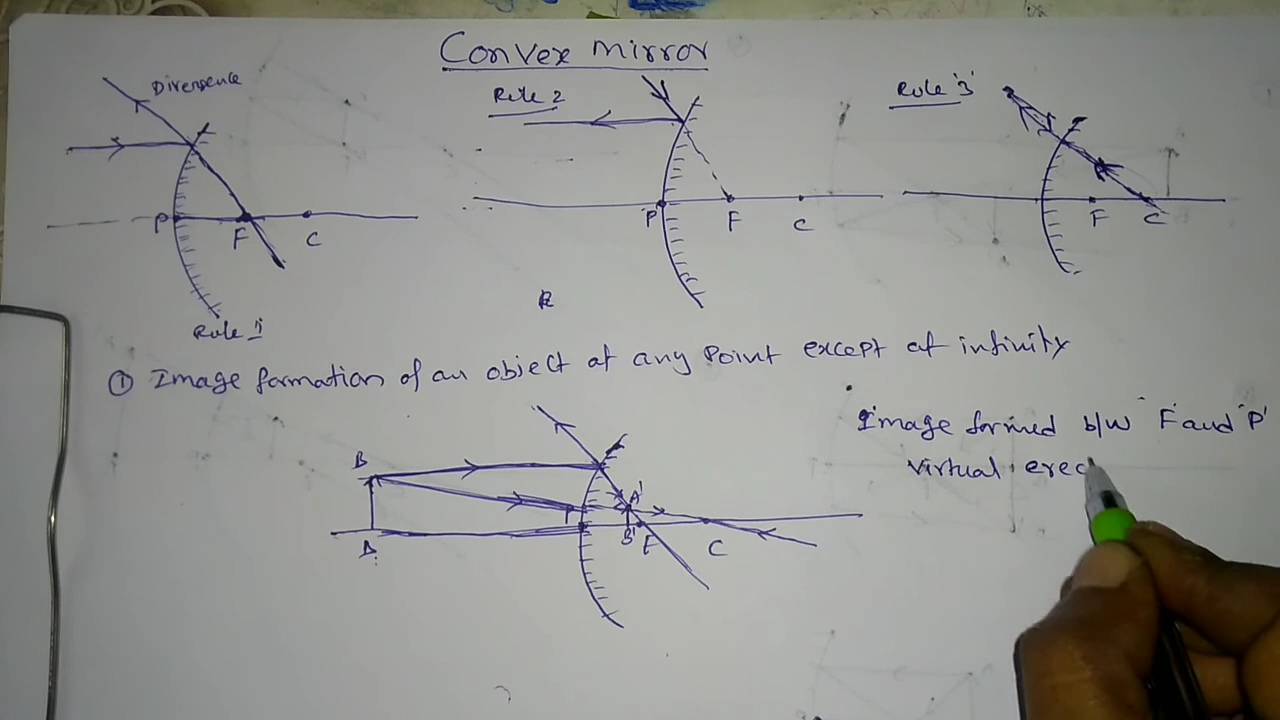 Convex mirror
Divergence
P
F
C
Rule 1
Rule 2
P
F
C
Rule '3'
F
C
① Image formation of an object at any point except at infinity
B
A
P
A'
B'
F
C
Image formed b/w F and 'P'
virtual, erec